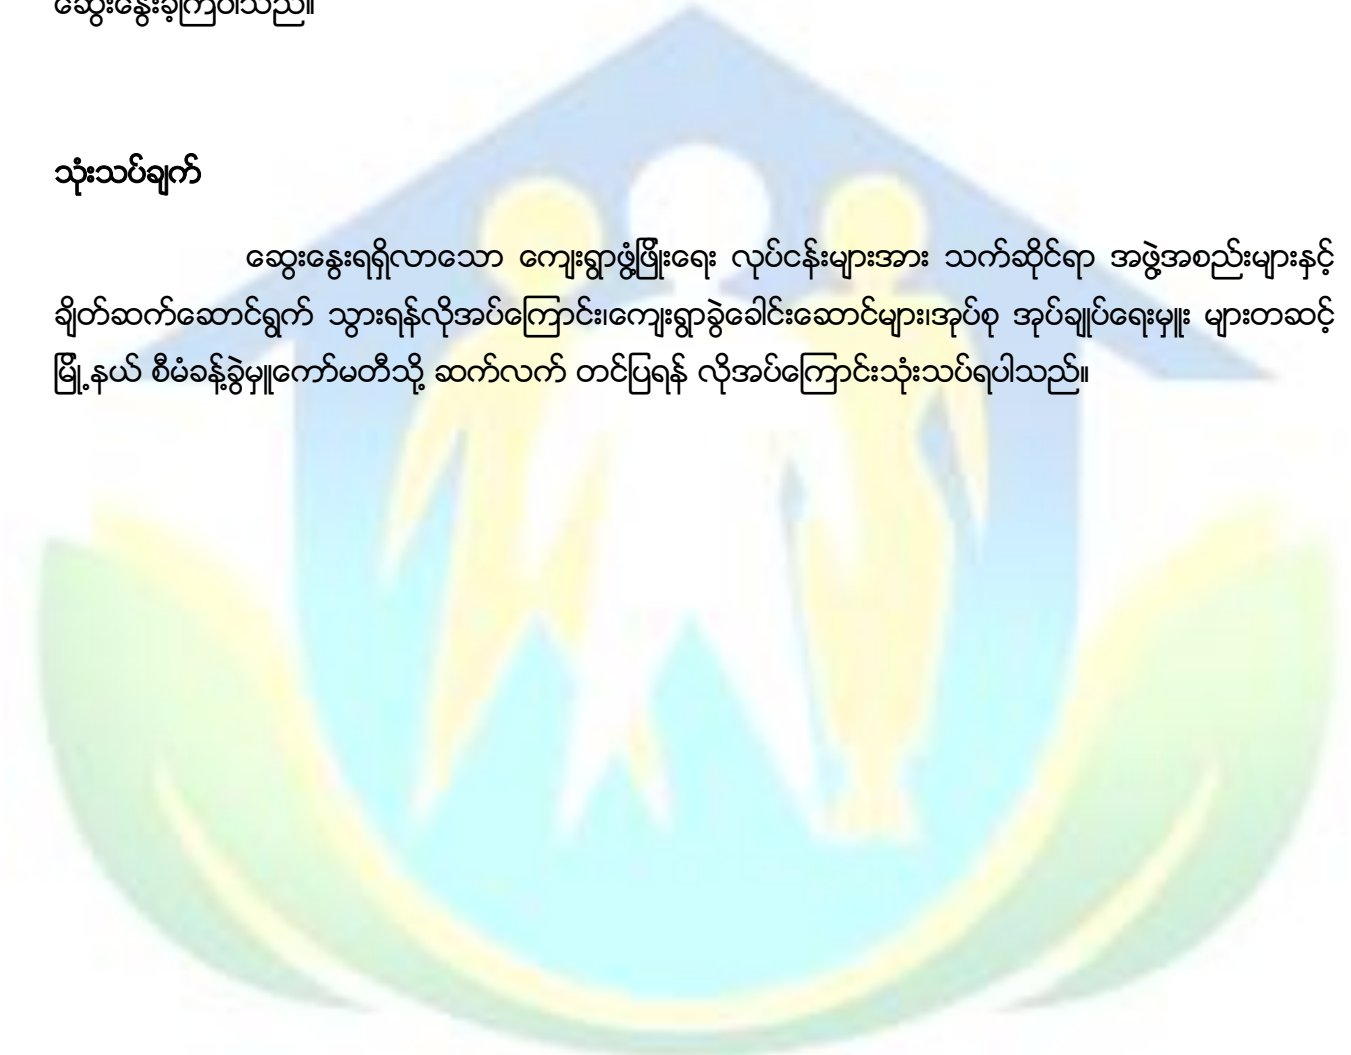 ဆွေးနွေးခဲ့ကြပါသည်။
သုံးသပ်ချက်
ဆွေးနွေးရရှိလာသော ကျေးရွာဖွံ့ဖြိုးရေး လုပ်ငန်းများအား သက်ဆိုင်ရာ အဖွဲ့အစည်းများနှင့်
ချိတ်ဆက်ဆောင်ရွက် သွားရန်လိုအပ်ကြောင်း၊ကျေးရွာခွဲခေါင်းဆောင်များ၊အုပ်စု အုပ်ချုပ်ရေးမှူး များတဆင့်
မြို့နယ် စီမံခန့်ခွဲမှူကော်မတီသို့ ဆက်လက် တင်ပြရန် လိုအပ်ကြောင်းသုံးသပ်ရပါသည်။